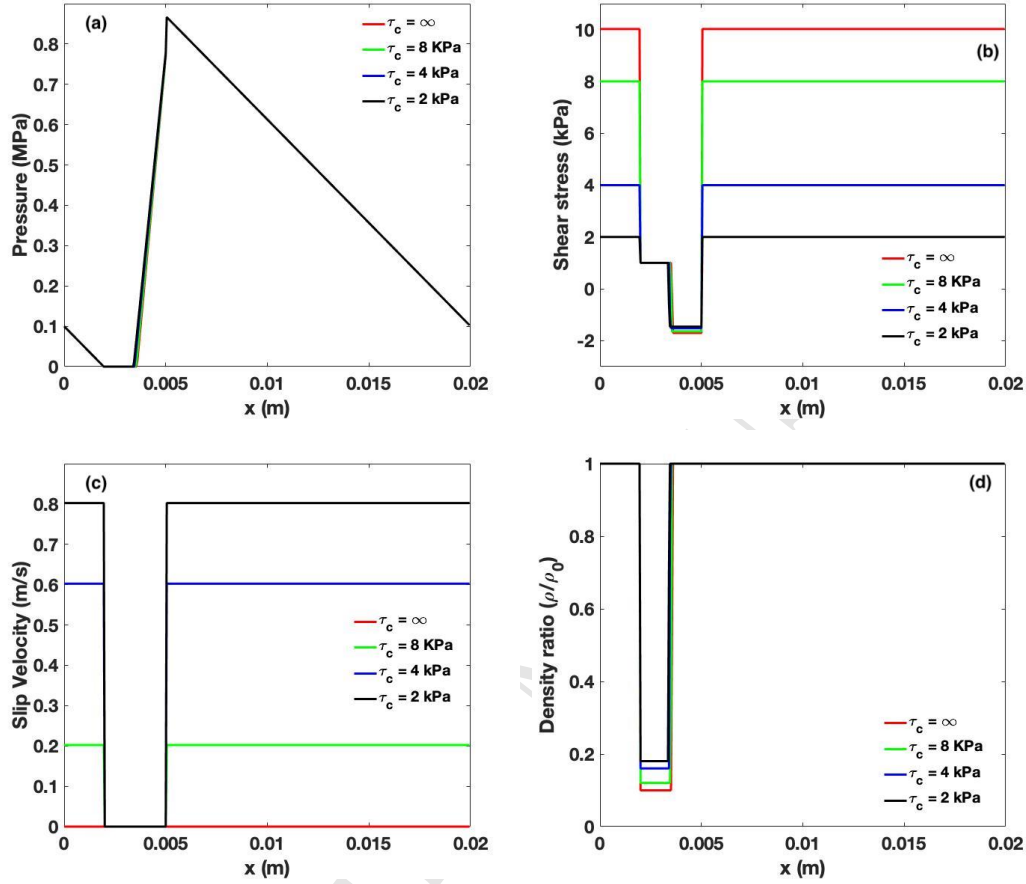 (a)
τc = ∞
τc = 8 KPa
τc = 4 kPa
τc = 2 kPa
0.8
0.7
0.6
0.5
0.4
0.3
0.2
0.1
0
Pressure (MPa)
0 0.005 0.01 0.015 0.02
x (m)
(b)
10
8
6
4
2
0
-2
Shear stress (kPa)
τc = ∞
τc = 8 KPa
τc = 4 kPa
τc = 2 kPa
0 0.005 0.01 0.015 0.02
x (m)
(c)
0.8
0.7
0.6
0.5
0.4
0.3
0.2
0.1
0
Slip Velocity (m/s)
τc = ∞
τc = 8 KPa
τc = 4 kPa
τc = 2 kPa
0 0.005 0.01 0.015 0.02
x (m)
(d)
1
0.8
0.6
0.4
0.2
0
Density ratio (ρ/ρ0)
τc = ∞
τc = 8 KPa
τc = 4 kPa
τc = 2 kPa
0 0.005 0.01 0.015 0.02
x (m)